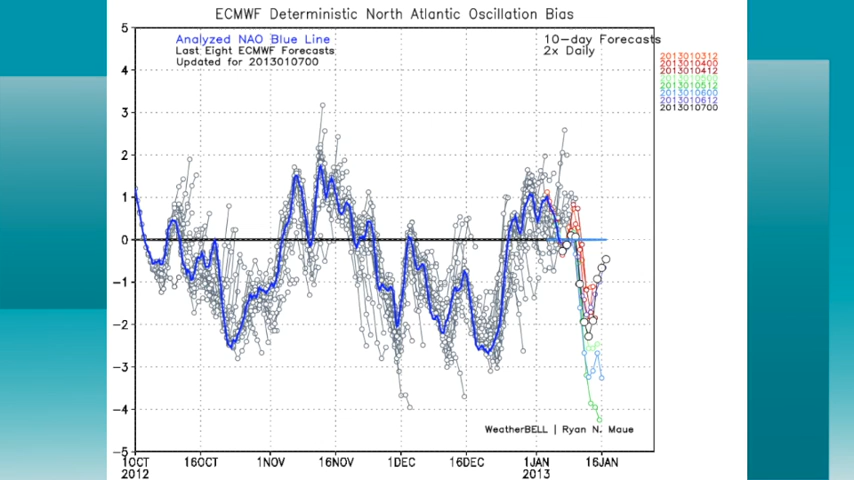 ECMWF Deterministic North Atlantic Oscillation Bias
Analyzed NAO Blue Line
Last Eight ECMWF Forecasts
Updated for 2013010700
10-day Forecasts
2x Daily
2013010312
2013010400
2013010412
2013010500
2013010512
2013010600
2013010612
2013010700
5
4
3
2
1
0
-1
-2
-3
-4
-5
WeatherBELL | Ryan N. Maue
1OCT
2012
16OCT
1NOV
16NOV
1DEC
16DEC
1JAN
2013
16JAN